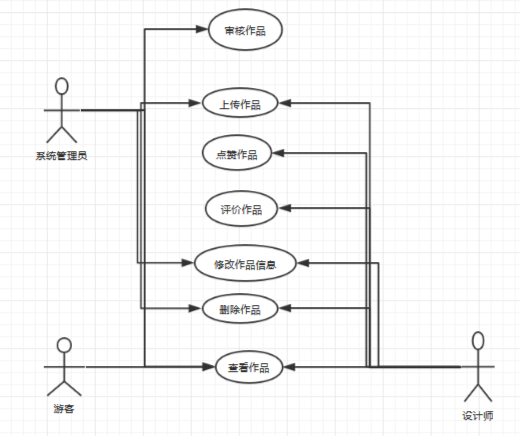 审核作品
上传作品
系统管理员
点赞作品
评价作品
修改作品信息
删除作品
查看作品
游客
设计师